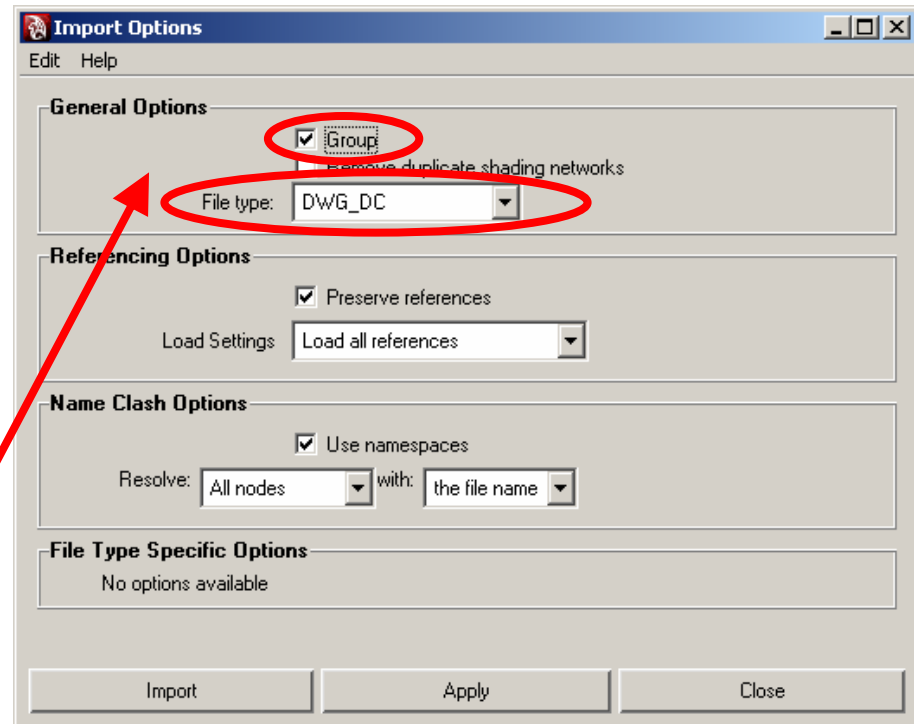 Import Options
Edit Help
General Options
Group
Remove duplicate shading networks
File type: DWG_DC
Referencing Options
Preserve references
Load Settings Load all references
Name Clash Options
Use namespaces
Resolve: All nodes with: the file name
File Type Specific Options
No options available
Import Apply Close